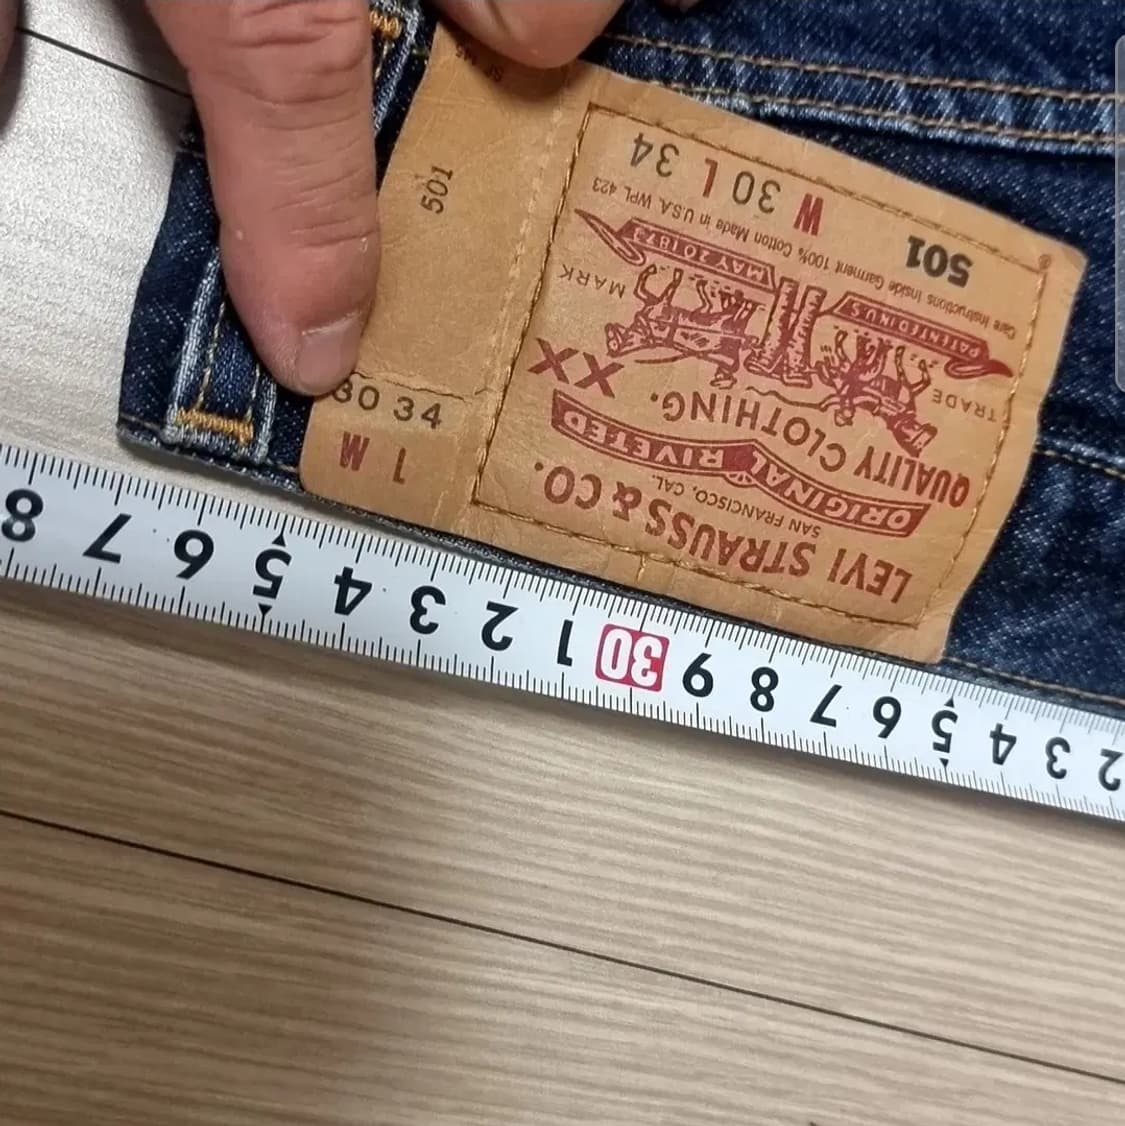 501
30 34
W L
LEVI STRAUSS & CO.
SAN FRANCISCO, CAL.
ORIGINAL RIVETED
QUALITY CLOTHING.
TRADE MARK
XX
PATENTED IN U.S. MAY 20 1873
Care Instructions Inside Garment 100% Cotton Made in U.S.A. WPL 423
501 W 30 L 34
2 3 4 5 6 7 8 9 30 1 2 3 4 5 6 7 8